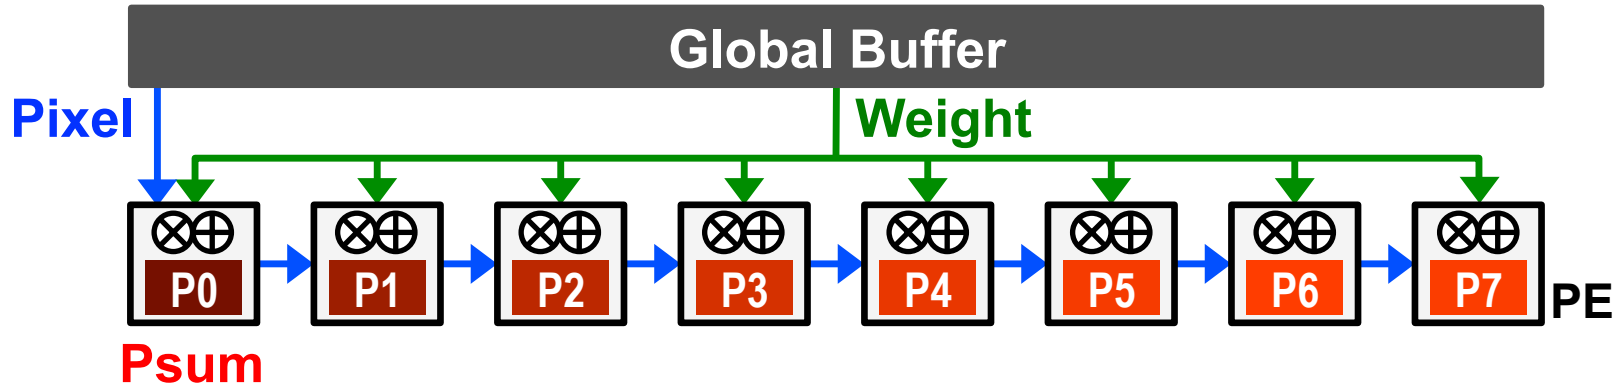 Global Buffer
Pixel
Weight
P0 P1 P2 P3 P4 P5 P6 P7
PE
Psum